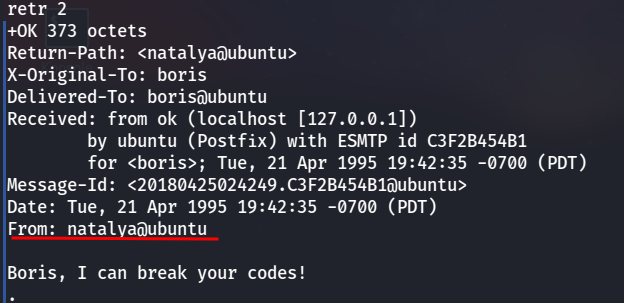 retr 2
+OK 373 octets
Return-Path: <natalya@ubuntu>
X-Original-To: boris
Delivered-To: boris@ubuntu
Received: from ok (localhost [127.0.0.1])
        by ubuntu (Postfix) with ESMTP id C3F2B454B1
        for <boris>; Tue, 21 Apr 1995 19:42:35 -0700 (PDT)
Message-Id: <20180425024249.C3F2B454B1@ubuntu>
Date: Tue, 21 Apr 1995 19:42:35 -0700 (PDT)
From: natalya@ubuntu

Boris, I can break your codes!
.